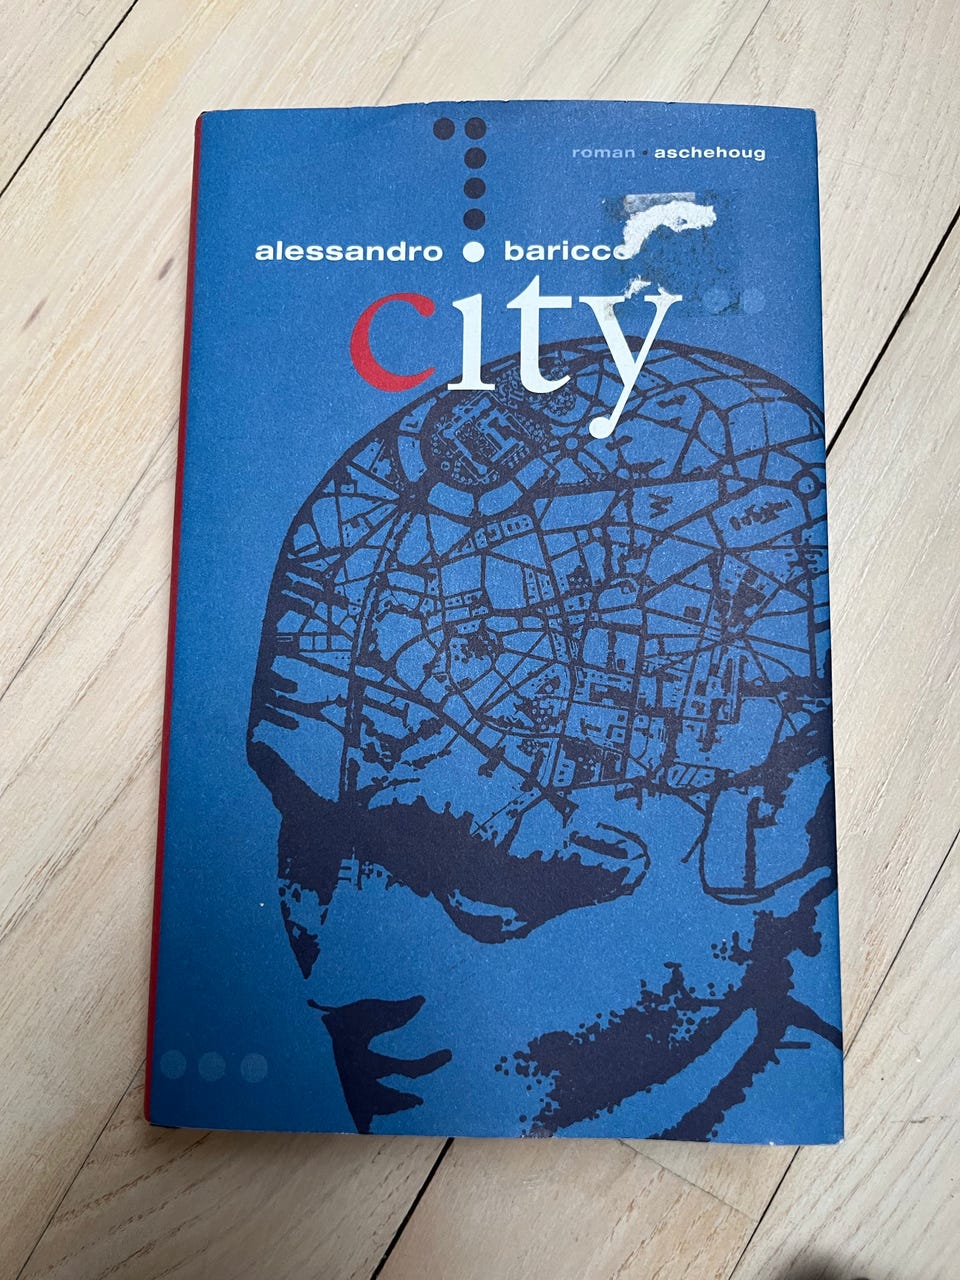 roman · aschehoug
alessandro baricco
city